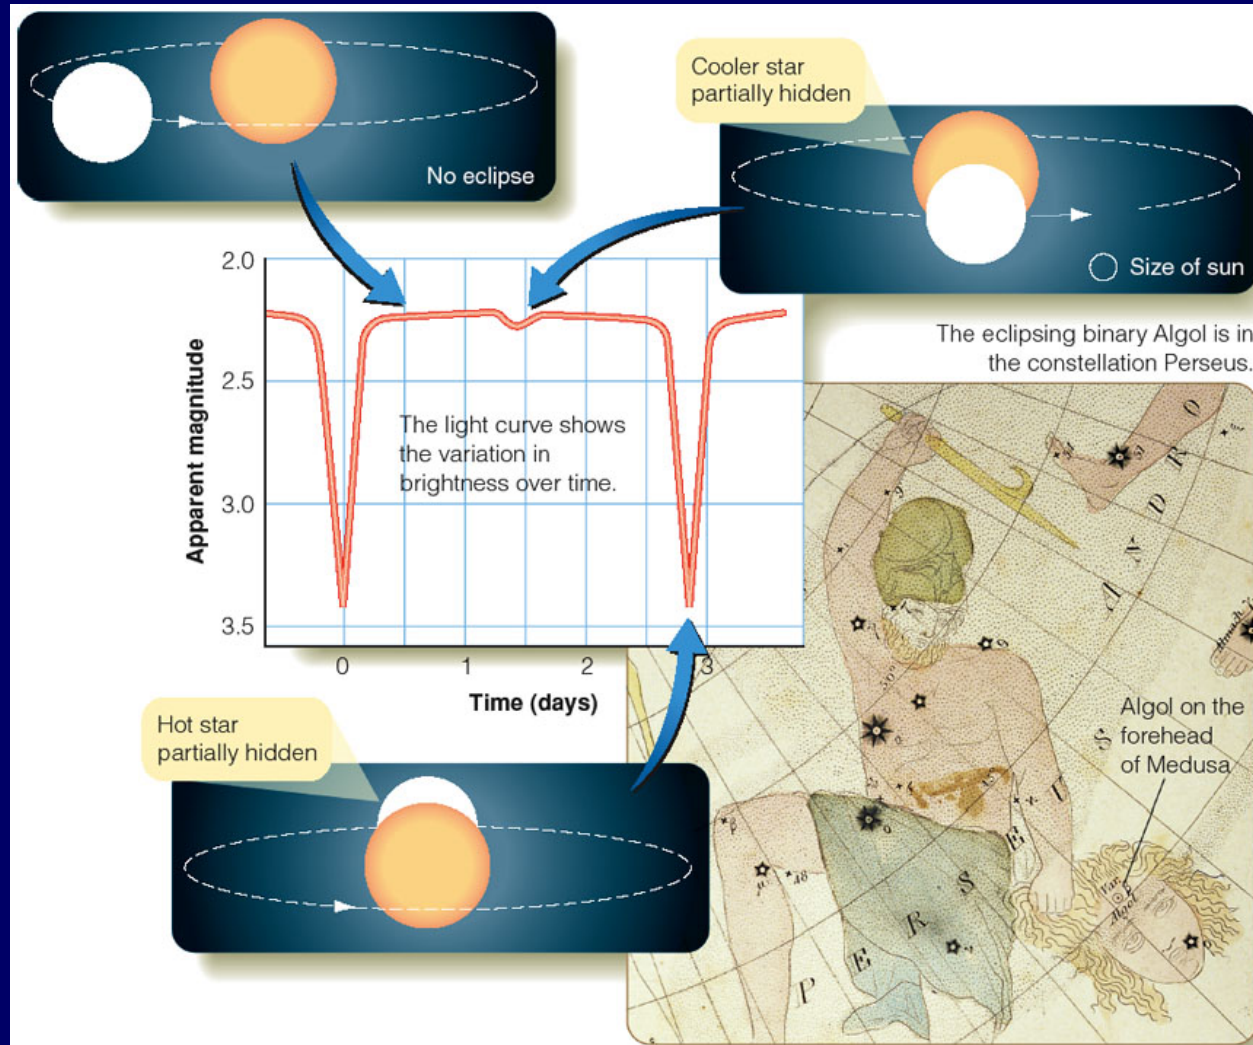 No eclipse
Cooler star
partially hidden
Size of sun
2.0
2.5
3.0
3.5
Apparent magnitude
The light curve shows
the variation in
brightness over time.
0
1
2
3
Time (days)
The eclipsing binary Algol is in
the constellation Perseus.
Hot star
partially hidden
Algol on the
forehead
of Medusa
A N D R O
P E R S E U S
Var.
Algol